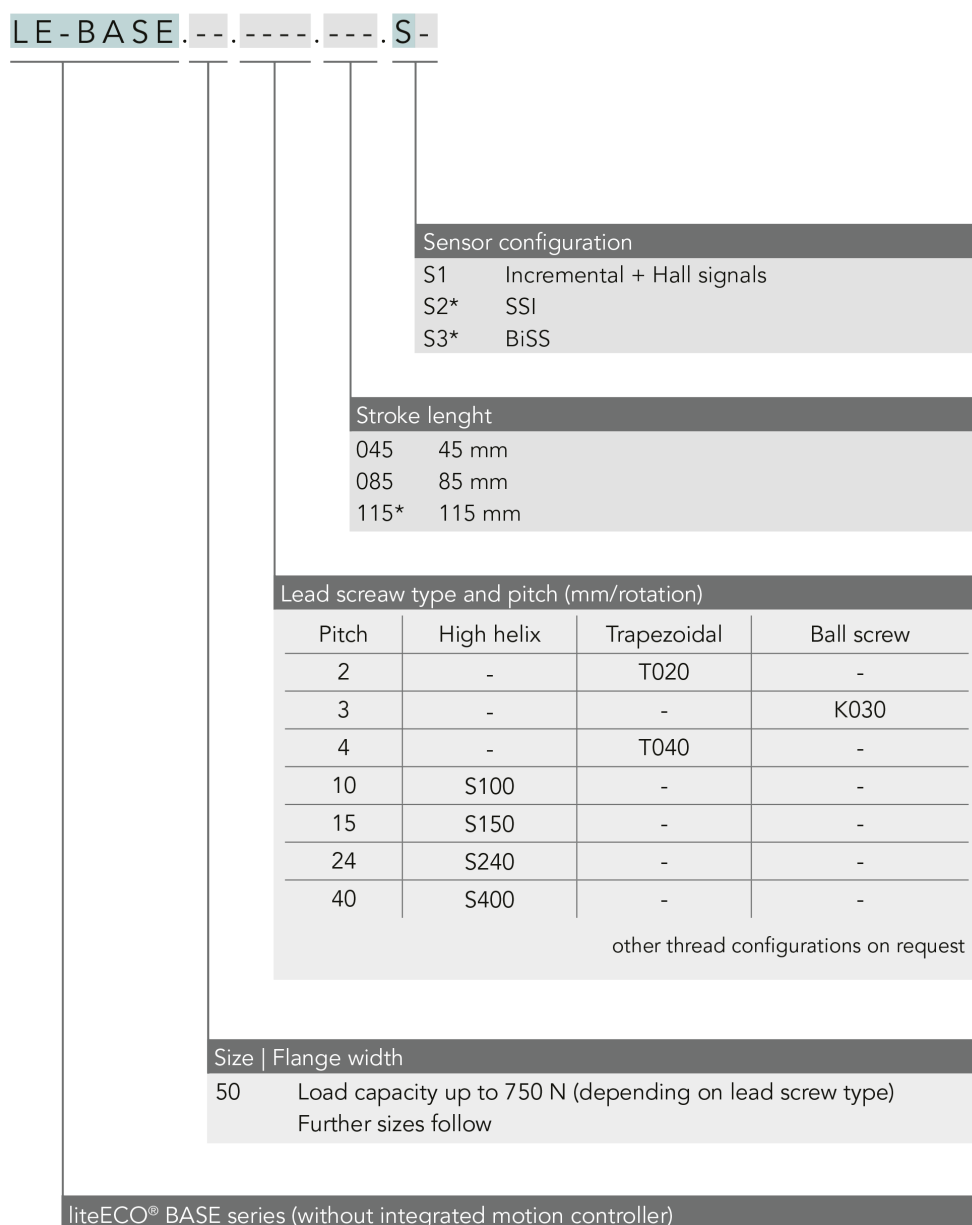 LE-BASE.--.----.---.S-
Sensor configuration
S1 Incremental + Hall signals
S2* SSI
S3* BiSS
Stroke lenght
045 45 mm
085 85 mm
115* 115 mm
Lead screaw type and pitch (mm/rotation)
Pitch High helix Trapezoidal Ball screw
2 - T020 -
3 - - K030
4 - T040 -
10 S100 - -
15 S150 - -
24 S240 - -
40 S400 - -
other thread configurations on request
Size | Flange width
50 Load capacity up to 750 N (depending on lead screw type)
Further sizes follow
liteECO® BASE series (without integrated motion controller)